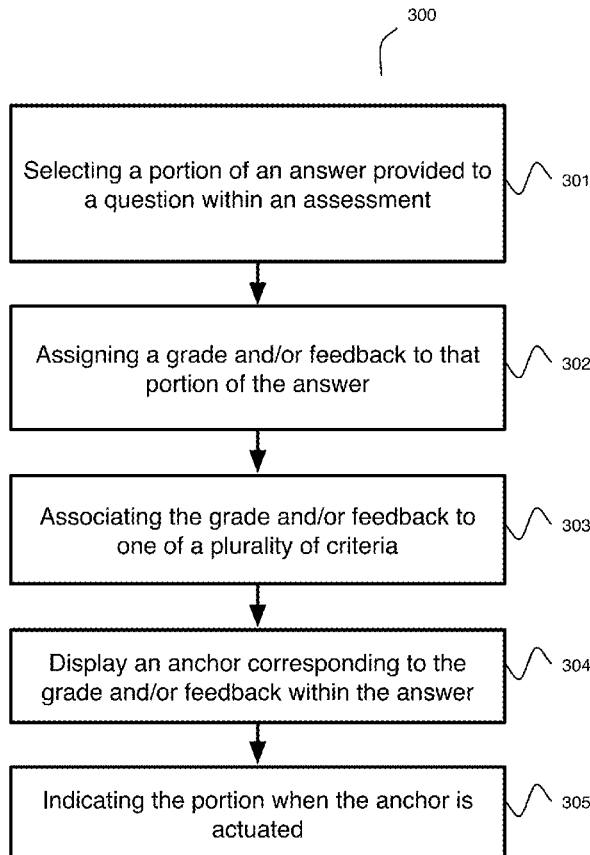 300
Selecting a portion of an answer provided to
a question within an assessment
301
Assigning a grade and/or feedback to that
portion of the answer
302
Associating the grade and/or feedback to
one of a plurality of criteria
303
Display an anchor corresponding to the
grade and/or feedback within the answer
304
Indicating the portion when the anchor is
actuated
305